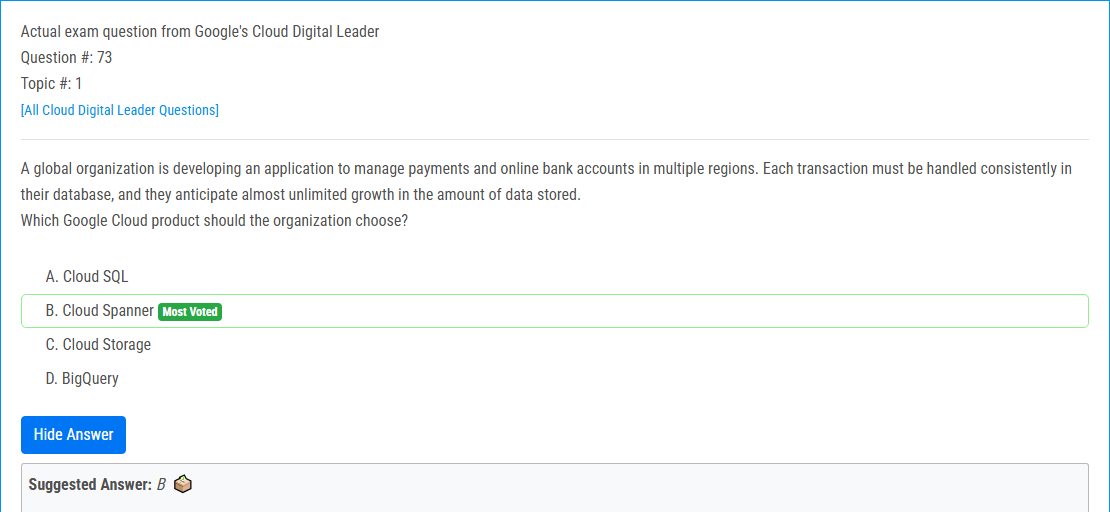 Actual exam question from Google's Cloud Digital Leader
Question #: 73
Topic #: 1
[All Cloud Digital Leader Questions]
A global organization is developing an application to manage payments and online bank accounts in multiple regions. Each transaction must be handled consistently in
their database, and they anticipate almost unlimited growth in the amount of data stored.
Which Google Cloud product should the organization choose?
A. Cloud SQL
B. Cloud Spanner Most Voted
C. Cloud Storage
D. BigQuery
Hide Answer
Suggested Answer: B